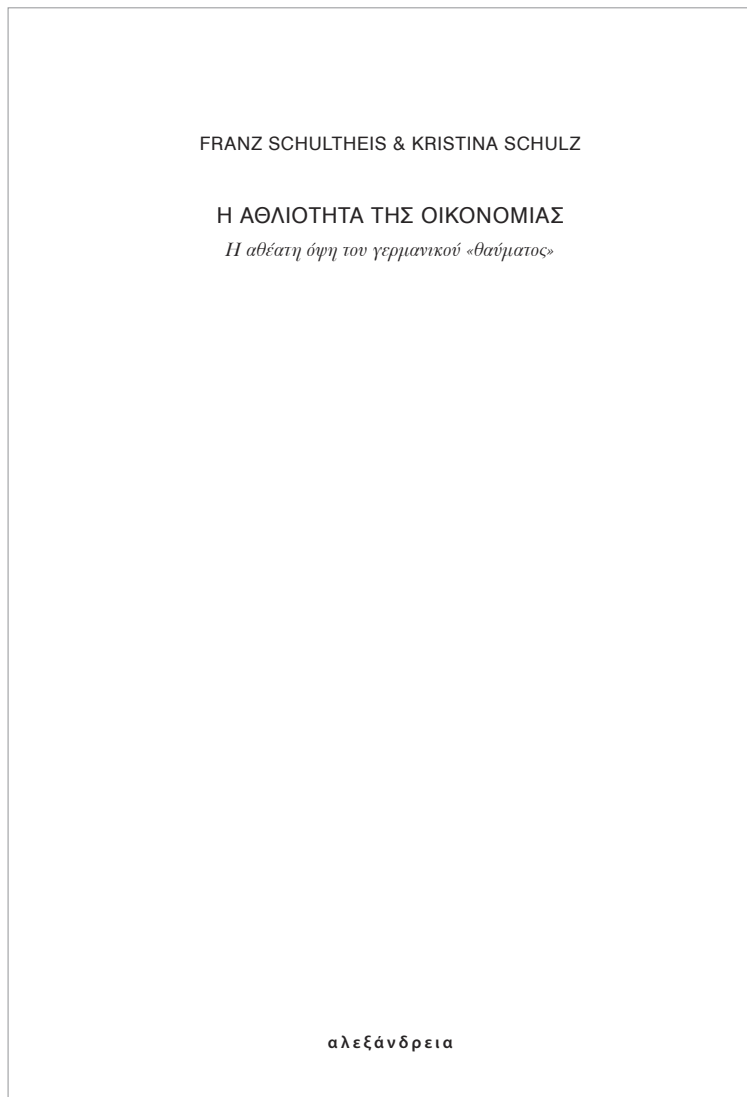 FRANZ SCHULTHEIS & KRISTINA SCHULZ
Η ΑΘΛΙΟΤΗΤΑ ΤΗΣ ΟΙΚΟΝΟΜΙΑΣ
Η αθέατη όψη του γερμανικού «θαύματος»
αλεξάνδρεια